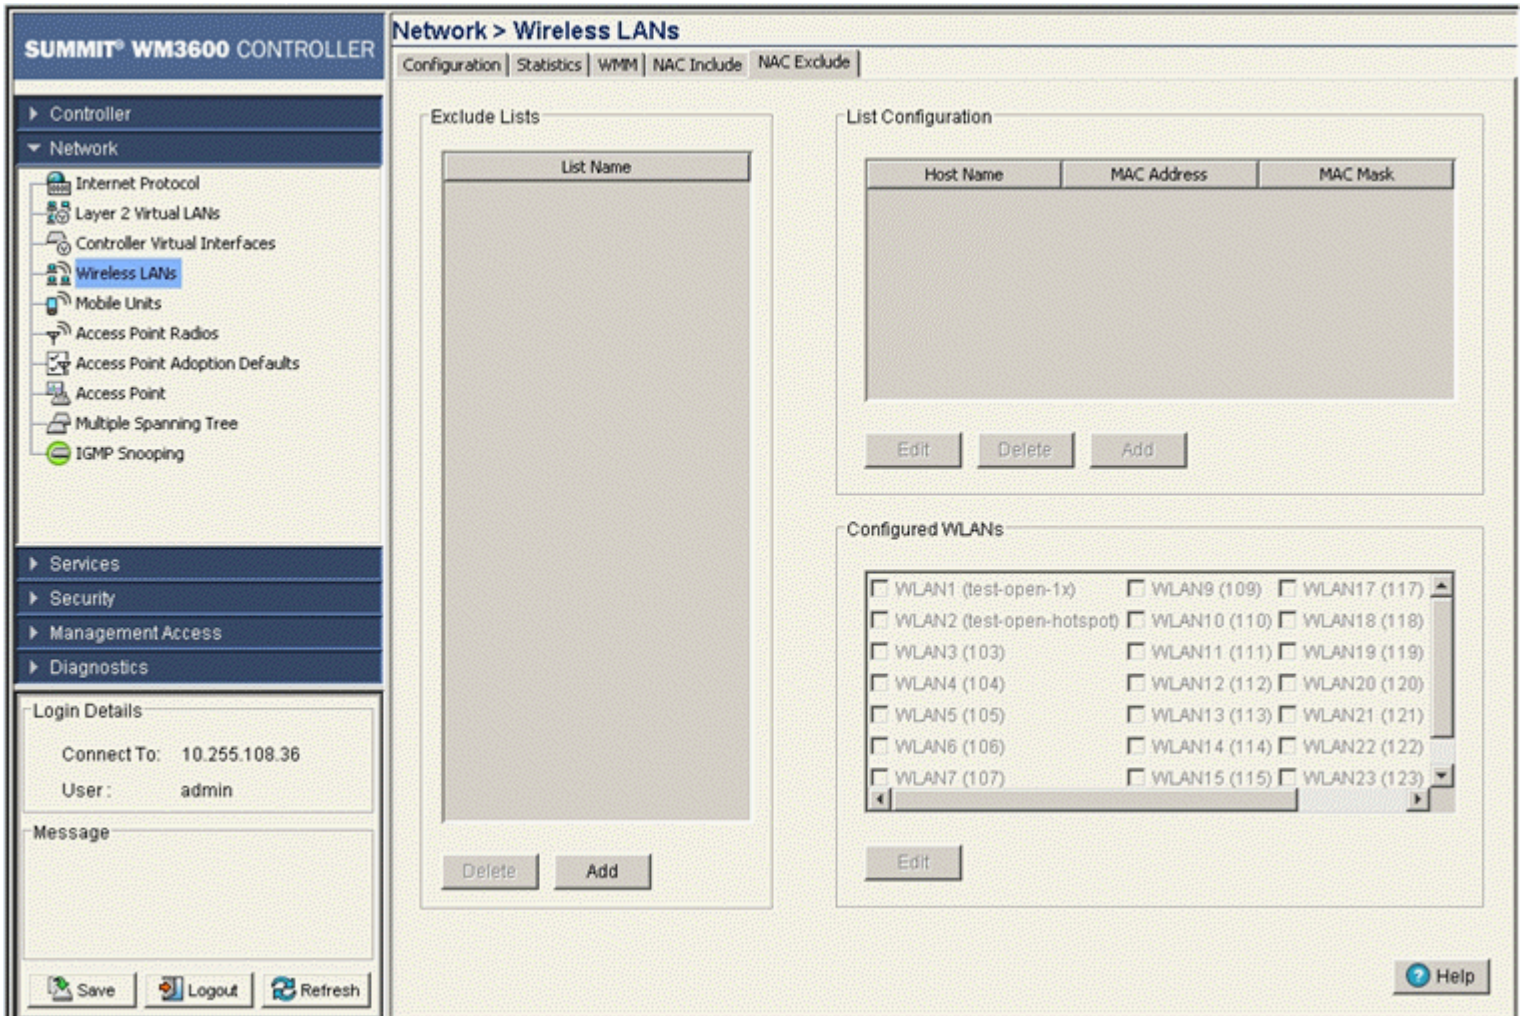 SUMMIT® WM3600 CONTROLLER
Network > Wireless LANs
Configuration Statistics WMM NAC Include NAC Exclude
Controller
Network
Internet Protocol
Layer 2 Virtual LANs
Controller Virtual Interfaces
Wireless LANs
Mobile Units
Access Point Radios
Access Point Adoption Defaults
Access Point
Multiple Spanning Tree
IGMP Snooping
Services
Security
Management Access
Diagnostics
Login Details
Connect To: 10.255.108.36
User : admin
Message
Save Logout Refresh
Exclude Lists
List Name
Delete Add
List Configuration
Host Name MAC Address MAC Mask
Edit Delete Add
Configured WLANs
WLAN1 (test-open-1x) WLAN9 (109) WLAN17 (117)
WLAN2 (test-open-hotspot) WLAN10 (110) WLAN18 (118)
WLAN3 (103) WLAN11 (111) WLAN19 (119)
WLAN4 (104) WLAN12 (112) WLAN20 (120)
WLAN5 (105) WLAN13 (113) WLAN21 (121)
WLAN6 (106) WLAN14 (114) WLAN22 (122)
WLAN7 (107) WLAN15 (115) WLAN23 (123)
Edit
Help